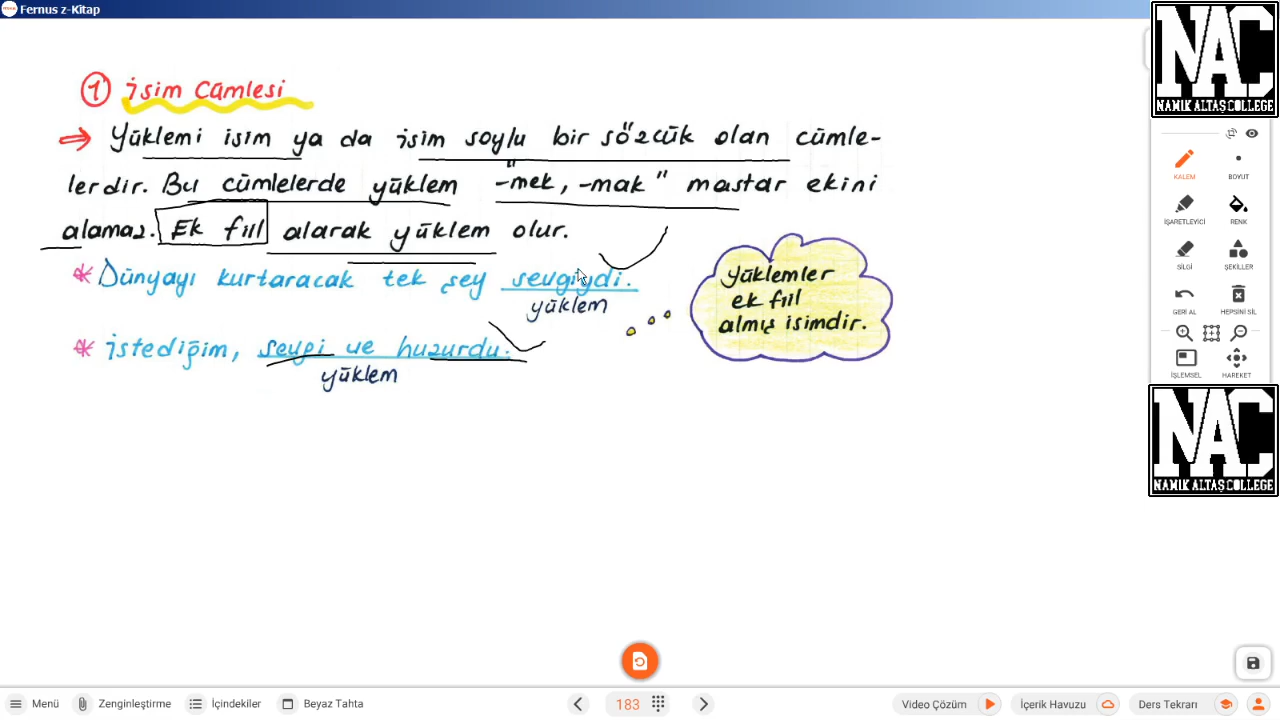 Fernus z-Kitap
NAC
NAMIK ALTAŞ COLLEGE
1 İsim Cümlesi
⇒ Yüklemi isim ya da isim soylu bir sözcük olan cümle-
lerdir. Bu cümlelerde yüklem "-mek, -mak" mastar ekini
alamaz. Ek fiil alarak yüklem olur.
* Dünyayı kurtaracak tek şey sevgiydi.
yüklem
* İstediğim, sevgi ve huzurdu.
yüklem
Yüklemler
ek fiil
almış isimdir.
KALEM
BOYUT
İŞARETLEYİCİ
RENK
SİLGİ
ŞEKİLLER
GERİ AL
HEPSİNİ SİL
İŞLEMSEL
HAREKET
NAC
NAMIK ALTAŞ COLLEGE
Menü
Zenginleştirme
İçindekiler
Beyaz Tahta
183
Video Çözüm
İçerik Havuzu
Ders Tekrarı